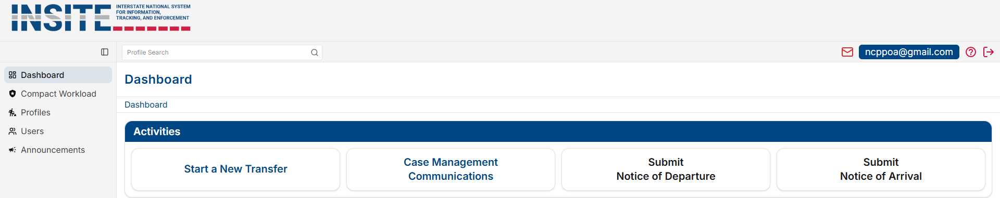 INSITE
INTERSTATE NATIONAL SYSTEM
FOR INFORMATION,
TRACKING, AND ENFORCEMENT
Profile Search
ncppoa@gmail.com
Dashboard
Compact Workload
Profiles
Users
Announcements
Dashboard
Dashboard
Activities
Start a New Transfer
Case Management
Communications
Submit
Notice of Departure
Submit
Notice of Arrival